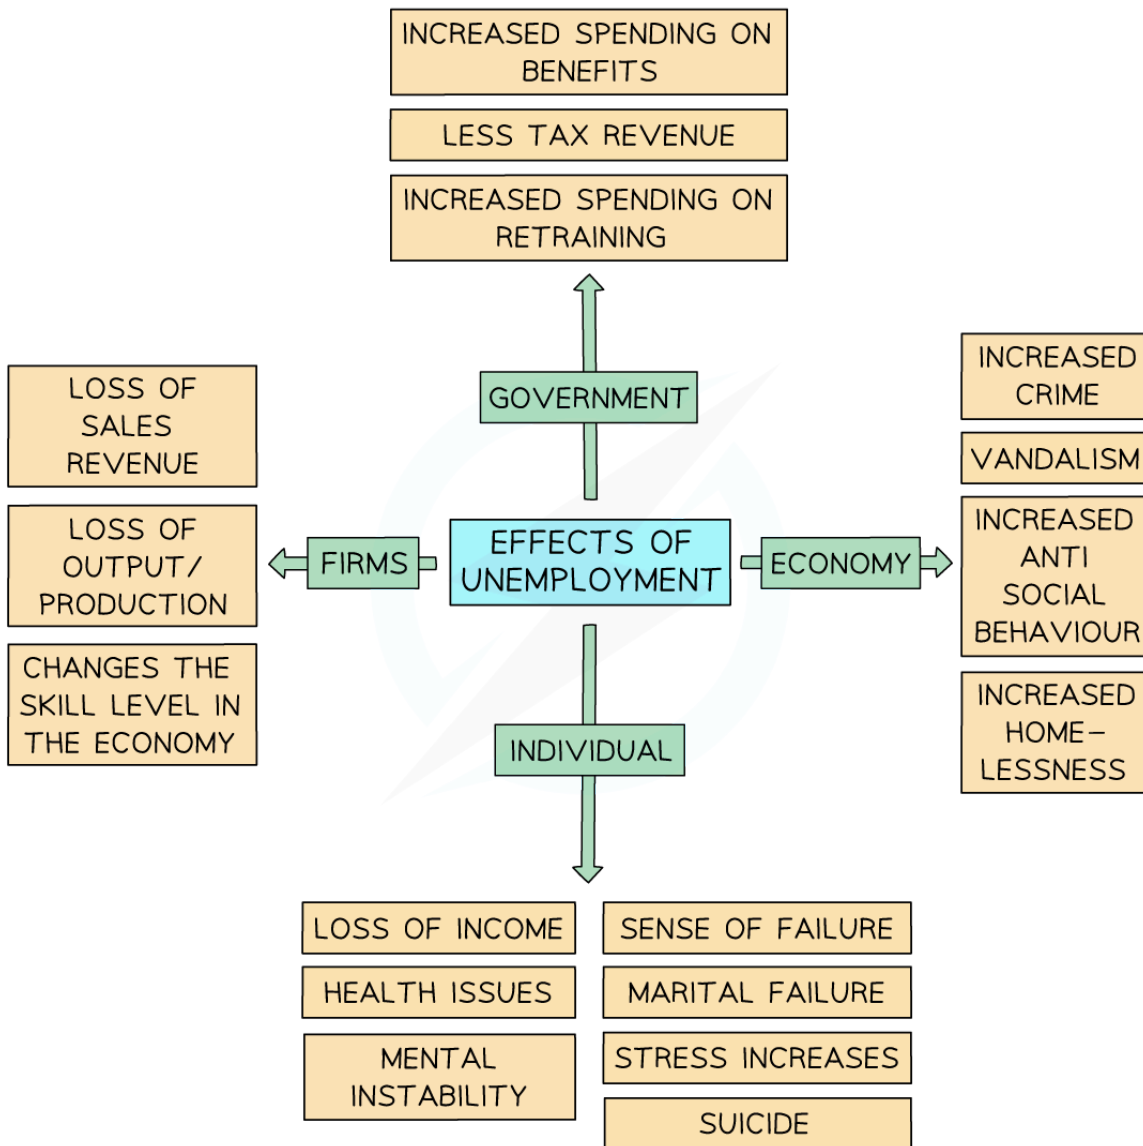 INCREASED SPENDING ON
BENEFITS
LESS TAX REVENUE
INCREASED SPENDING ON
RETRAINING
GOVERNMENT
LOSS OF
SALES
REVENUE
LOSS OF
OUTPUT/
PRODUCTION
CHANGES THE
SKILL LEVEL IN
THE ECONOMY
FIRMS
EFFECTS OF
UNEMPLOYMENT
ECONOMY
INCREASED
CRIME
VANDALISM
INCREASED
ANTI
SOCIAL
BEHAVIOUR
INCREASED
HOME-
LESSNESS
INDIVIDUAL
LOSS OF INCOME
HEALTH ISSUES
MENTAL
INSTABILITY
SENSE OF FAILURE
MARITAL FAILURE
STRESS INCREASES
SUICIDE